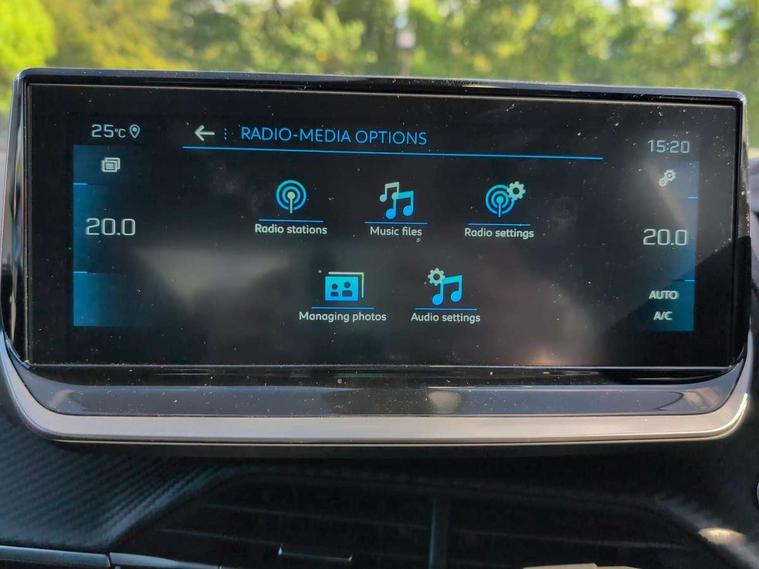 25°C
RADIO-MEDIA OPTIONS
15:20
20.0
Radio stations
Music files
Radio settings
20.0
Managing photos
Audio settings
AUTO
A/C